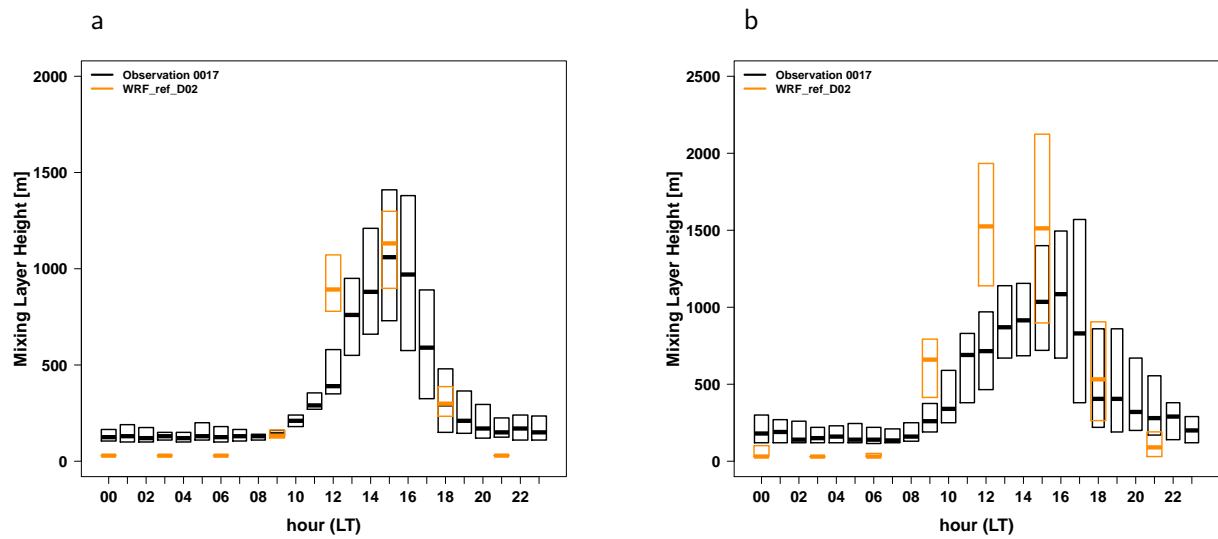 a
Observation 0017
WRF_ref_D02
Mixing Layer Height [m]
2000
1500
1000
500
0
00 02 04 06 08 10 12 14 16 18 20 22
hour (LT)
b
Observation 0017
WRF_ref_D02
Mixing Layer Height [m]
2500
2000
1500
1000
500
0
00 02 04 06 08 10 12 14 16 18 20 22
hour (LT)